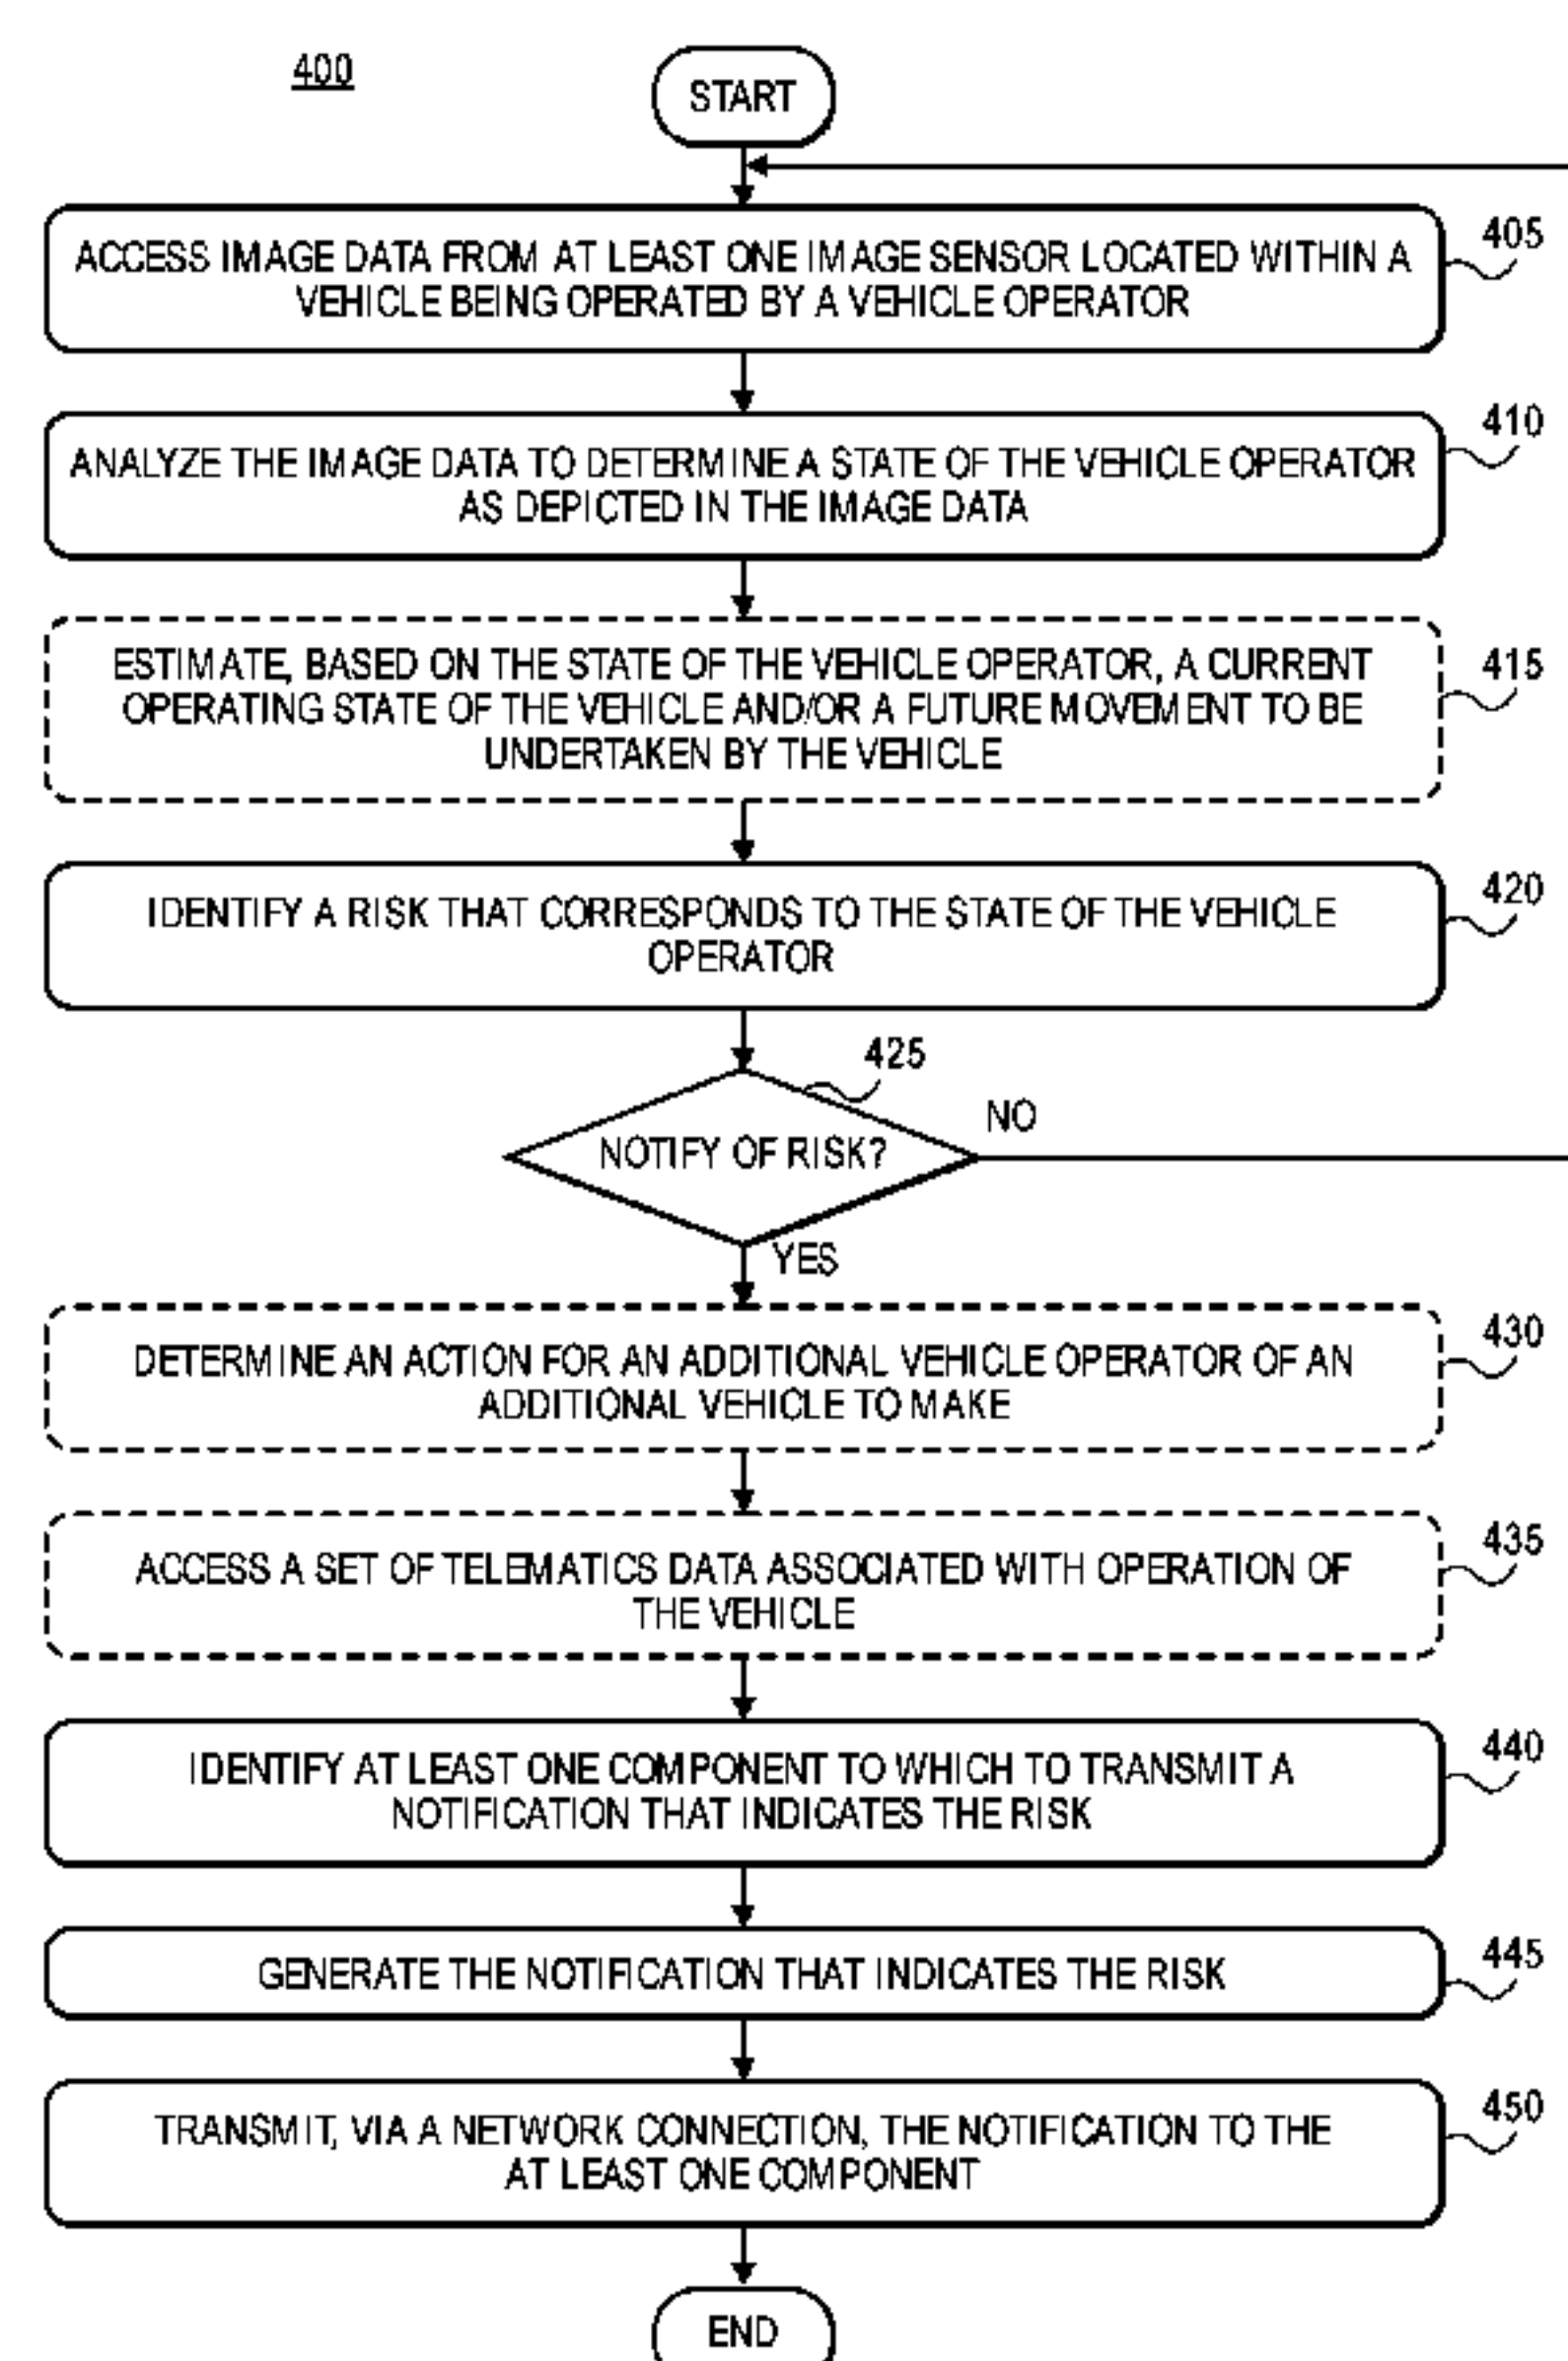 400
START
ACCESS IMAGE DATA FROM AT LEAST ONE IMAGE SENSOR LOCATED WITHIN A
VEHICLE BEING OPERATED BY A VEHICLE OPERATOR
405
ANALYZE THE IMAGE DATA TO DETERMINE A STATE OF THE VEHICLE OPERATOR
AS DEPICTED IN THE IMAGE DATA
410
ESTIMATE, BASED ON THE STATE OF THE VEHICLE OPERATOR, A CURRENT
OPERATING STATE OF THE VEHICLE AND/OR A FUTURE MOVEMENT TO BE
UNDERTAKEN BY THE VEHICLE
415
IDENTIFY A RISK THAT CORRESPONDS TO THE STATE OF THE VEHICLE
OPERATOR
420
425
NOTIFY OF RISK?
NO
YES
DETERMINE AN ACTION FOR AN ADDITIONAL VEHICLE OPERATOR OF AN
ADDITIONAL VEHICLE TO MAKE
430
ACCESS A SET OF TELEMATICS DATA ASSOCIATED WITH OPERATION OF
THE VEHICLE
435
IDENTIFY AT LEAST ONE COMPONENT TO WHICH TO TRANSMIT A
NOTIFICATION THAT INDICATES THE RISK
440
GENERATE THE NOTIFICATION THAT INDICATES THE RISK
445
TRANSMIT, VIA A NETWORK CONNECTION, THE NOTIFICATION TO THE
AT LEAST ONE COMPONENT
450
END